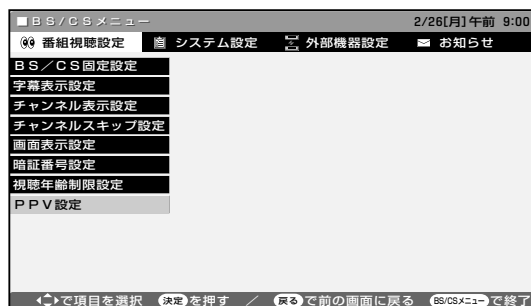 ■BS/CSメニュー 2/26[月]午前 9:00
番組視聴設定 システム設定 外部機器設定 お知らせ
BS/CS固定設定
字幕表示設定
チャンネル表示設定
チャンネルスキップ設定
画面表示設定
暗証番号設定
視聴年齢制限設定
PPV設定
で項目を選択 決定を押す / 戻るで前の画面に戻る BS/CSメニューで終了